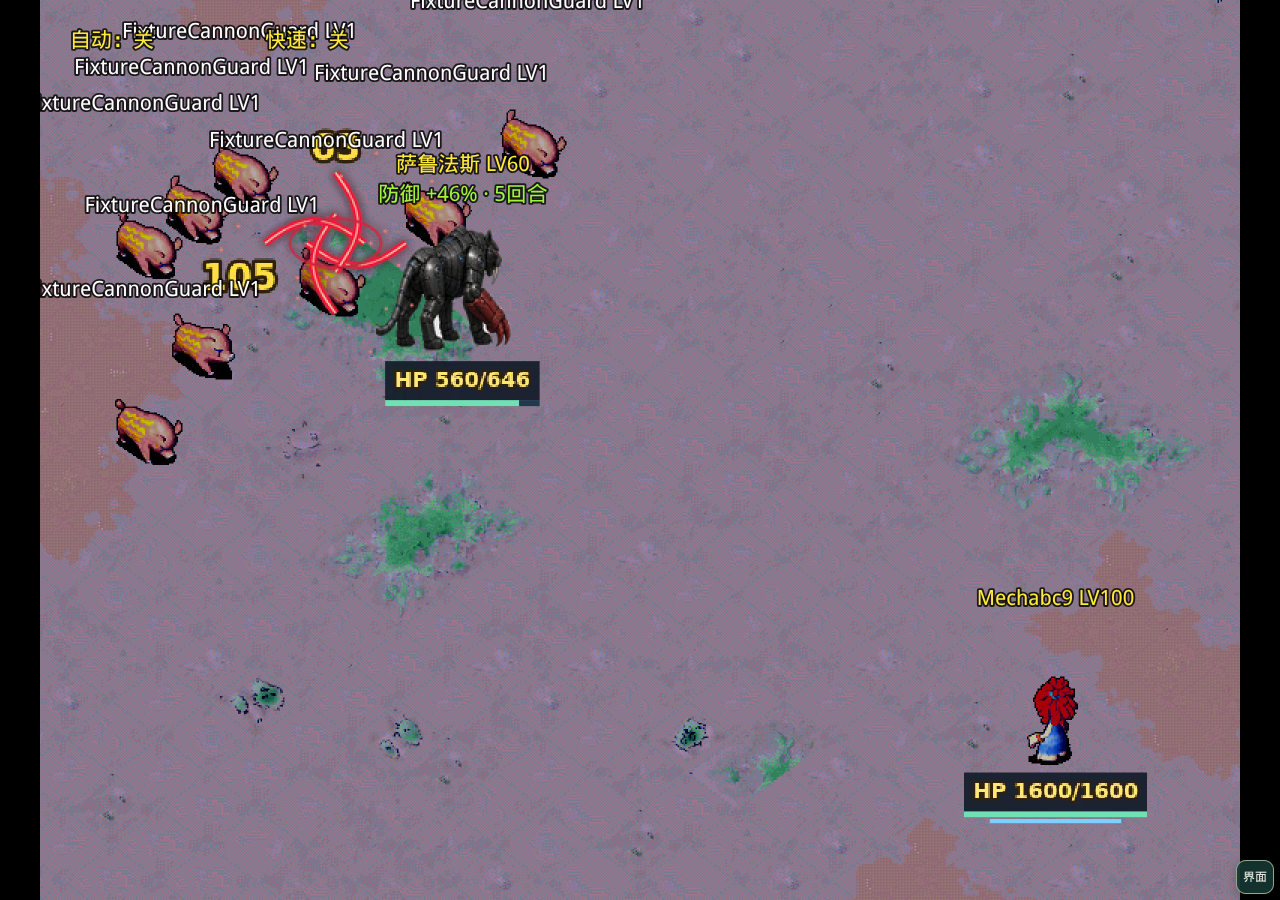 FixtureCannonGuard LV1
FixtureCannonGuard LV1
自动: 关
快速: 关
FixtureCannonGuard LV1
FixtureCannonGuard LV1
xtureCannonGuard LV1
FixtureCannonGuard LV1
萨鲁法斯 LV60
防御 +46% · 5回合
FixtureCannonGuard LV1
105
xtureCannonGuard LV1
HP 560/646
Mechabc9 LV100
HP 1600/1600
界面